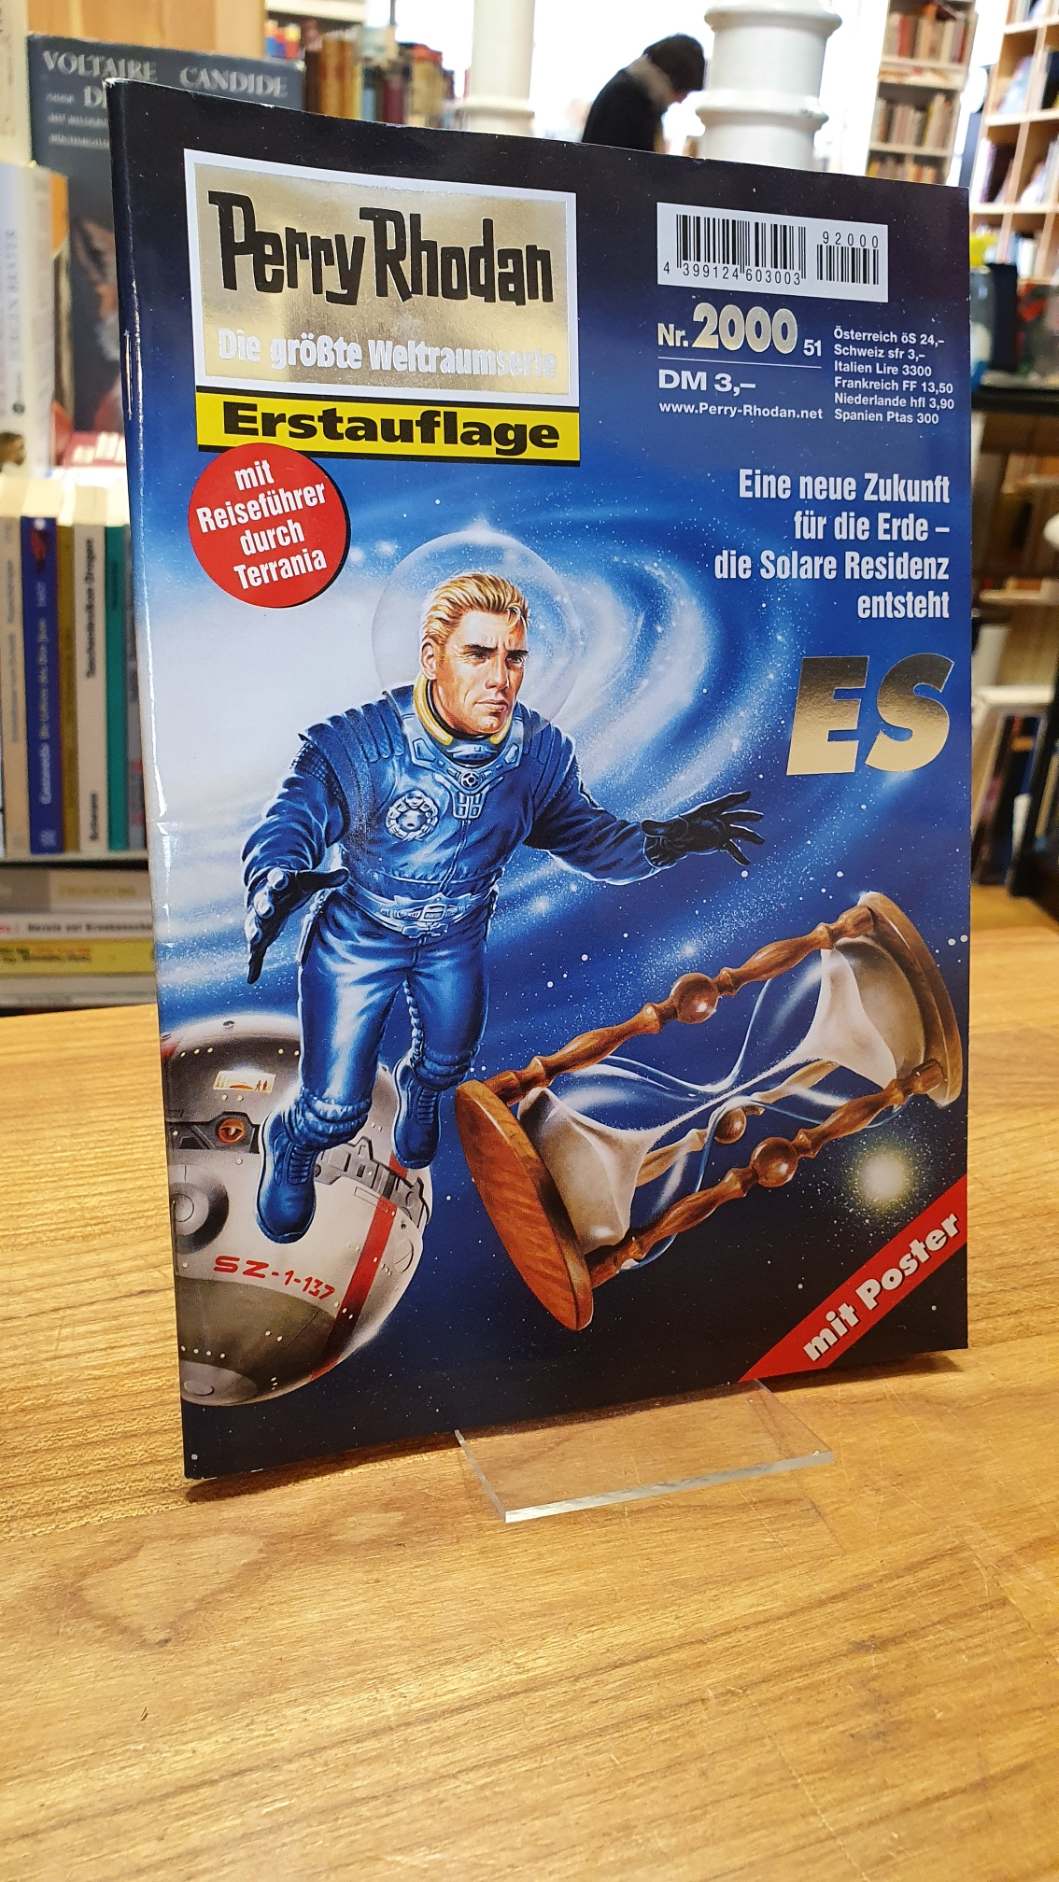 VOLTAIRE CANDIDE
Perry Rhodan
Die größte Weltraumserie
Erstauflage
mit
Reiseführer
durch
Terrania
92000
4 399124 603003
Nr. 2000 51
DM 3,–
www.Perry-Rhodan.net
Österreich öS 24,–
Schweiz sfr 3,–
Italien Lire 3300
Frankreich FF 13,50
Niederlande hfl 3,90
Spanien Ptas 300
Eine neue Zukunft
für die Erde –
die Solare Residenz
entsteht
ES
SZ-1-137
mit Poster